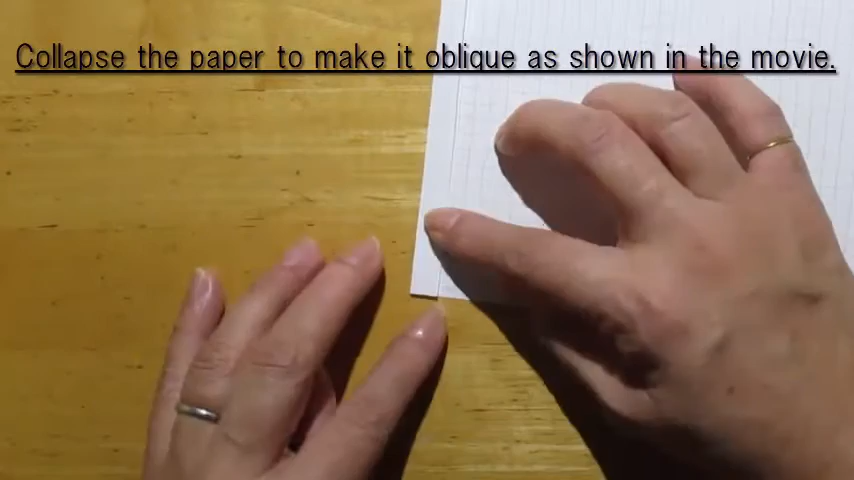 Collapse the paper to make it oblique as shown in the movie.